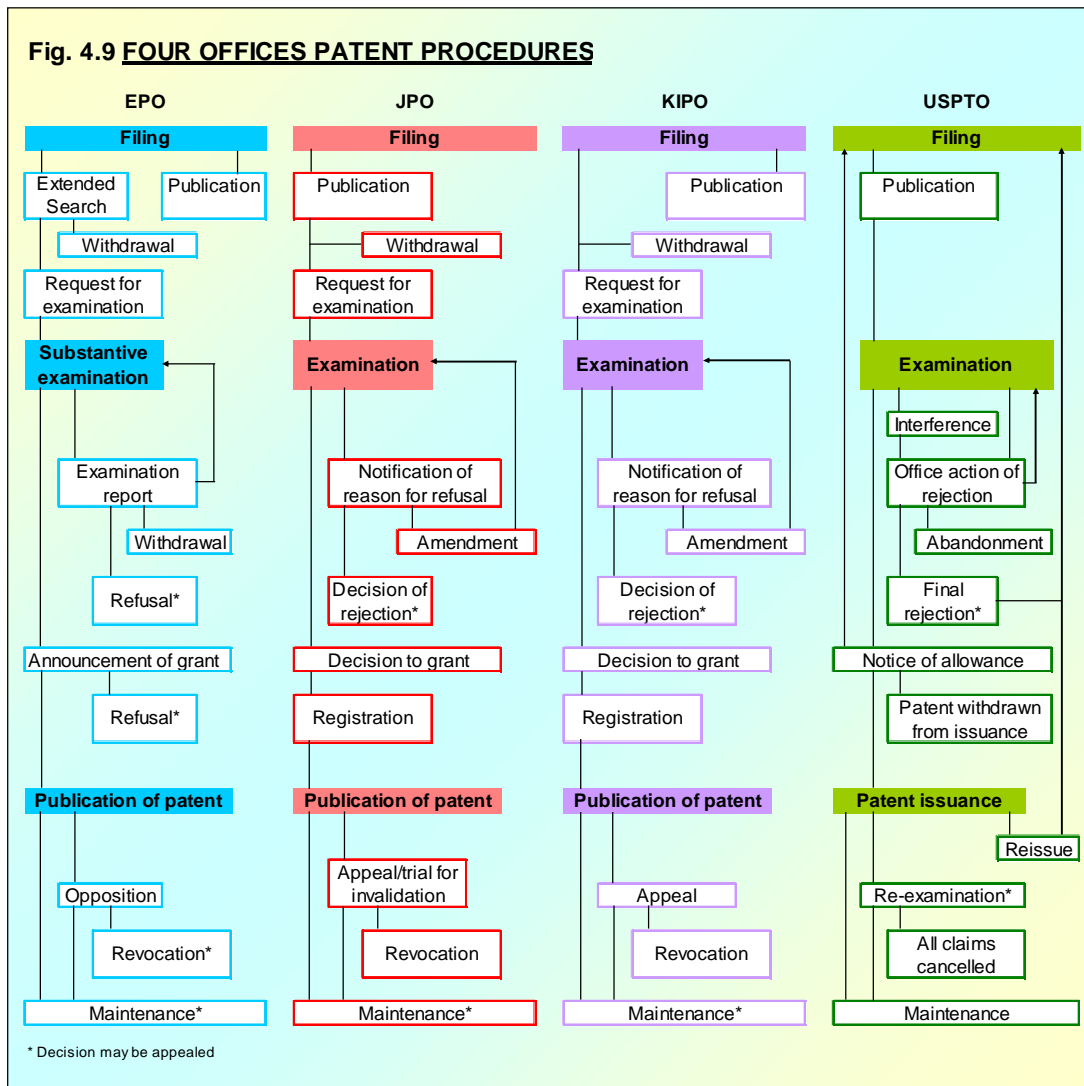 Fig. 4.9 FOUR OFFICES PATENT PROCEDURES
EPO
Filing
Extended
Search
Publication
Withdrawal
Request for
examination
Substantive
examination
Examination
report
Withdrawal
Refusal*
Announcement of grant
Refusal*
Publication of patent
Opposition
Revocation*
Maintenance*
JPO
Filing
Publication
Withdrawal
Request for
examination
Examination
Notification of
reason for refusal
Amendment
Decision of
rejection*
Decision to grant
Registration
Publication of patent
Appeal/trial for
invalidation
Revocation
Maintenance*
KIPO
Filing
Publication
Withdrawal
Request for
examination
Examination
Notification of
reason for refusal
Amendment
Decision of
rejection*
Decision to grant
Registration
Publication of patent
Appeal
Revocation
Maintenance*
USPTO
Filing
Publication
Examination
Interference
Office action of
rejection
Abandonment
Final
rejection*
Notice of allowance
Patent withdrawn
from issuance
Patent issuance
Reissue
Re-examination*
All claims
cancelled
Maintenance
* Decision may be appealed